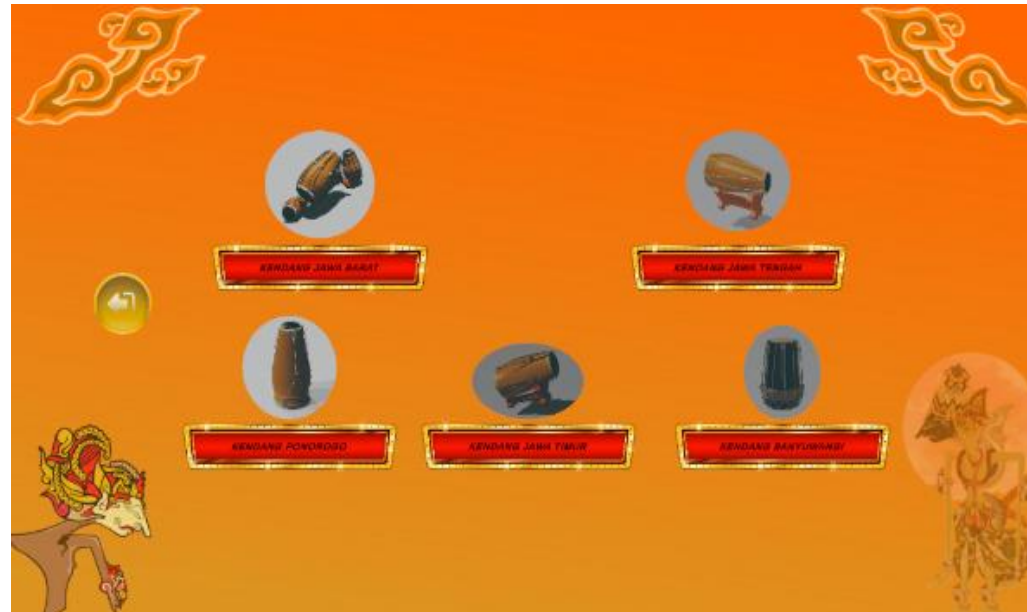 KENDANG JAWA BARAT
KENDANG JAWA TENGAH
KENDANG PONOROGO
KENDANG JAWA TIMUR
KENDANG BANYUWANGI